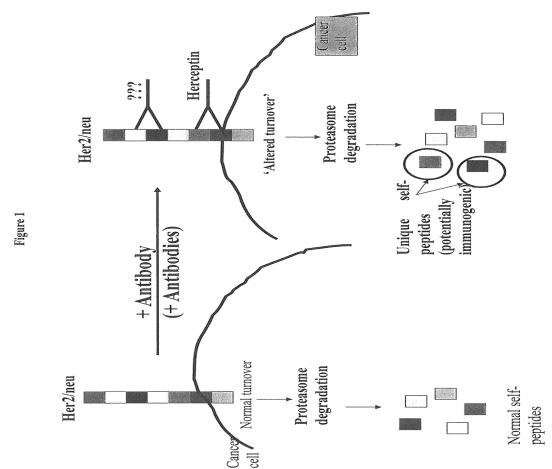 Figure 1
Her2/neu
Cancer
cell
Normal turnover
Proteasome
degradation
Normal self-
peptides
+ Antibody
(+ Antibodies)
Her2/neu
???
Herceptin
Cancer
cell
'Altered turnover'
Proteasome
degradation
Unique self-
peptides
(potentially
immunogenic)